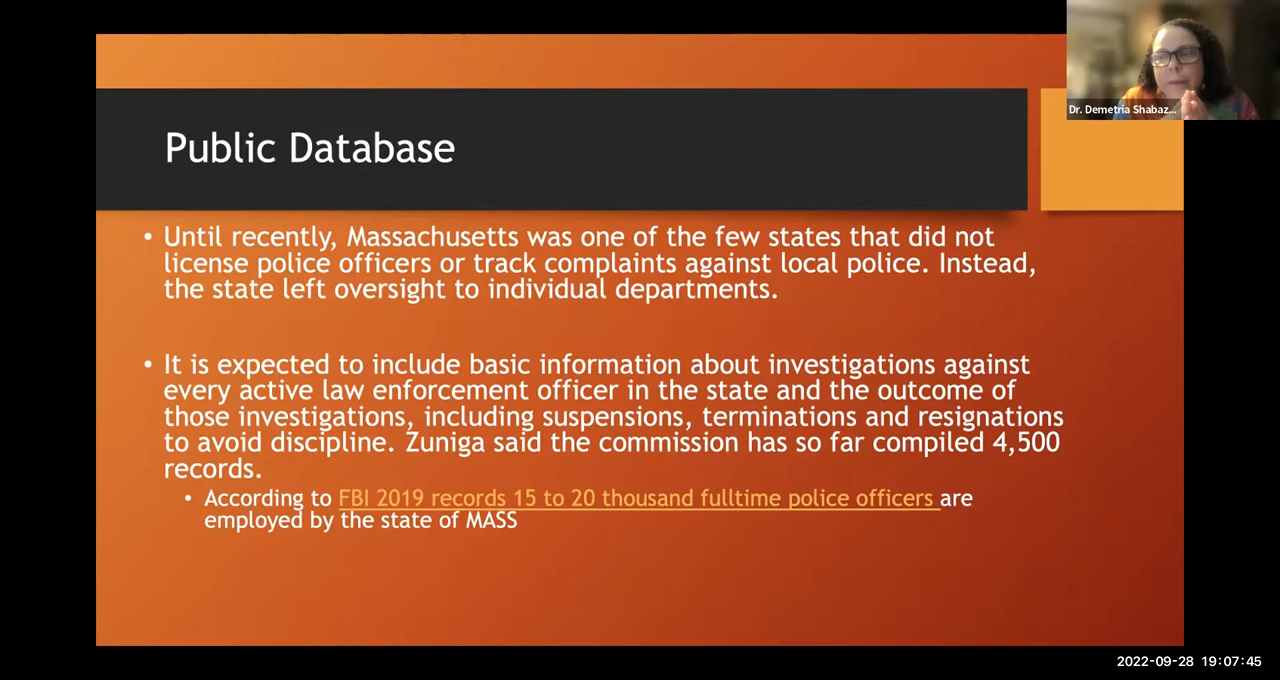 Dr. Demetria Shabaz...
Public Database
• Until recently, Massachusetts was one of the few states that did not
license police officers or track complaints against local police. Instead,
the state left oversight to individual departments.
• It is expected to include basic information about investigations against
every active law enforcement officer in the state and the outcome of
those investigations, including suspensions, terminations and resignations
to avoid discipline. Zuniga said the commission has so far compiled 4,500
records.
• According to FBI 2019 records 15 to 20 thousand fulltime police officers are
employed by the state of MASS
2022-09-28 19:07:45